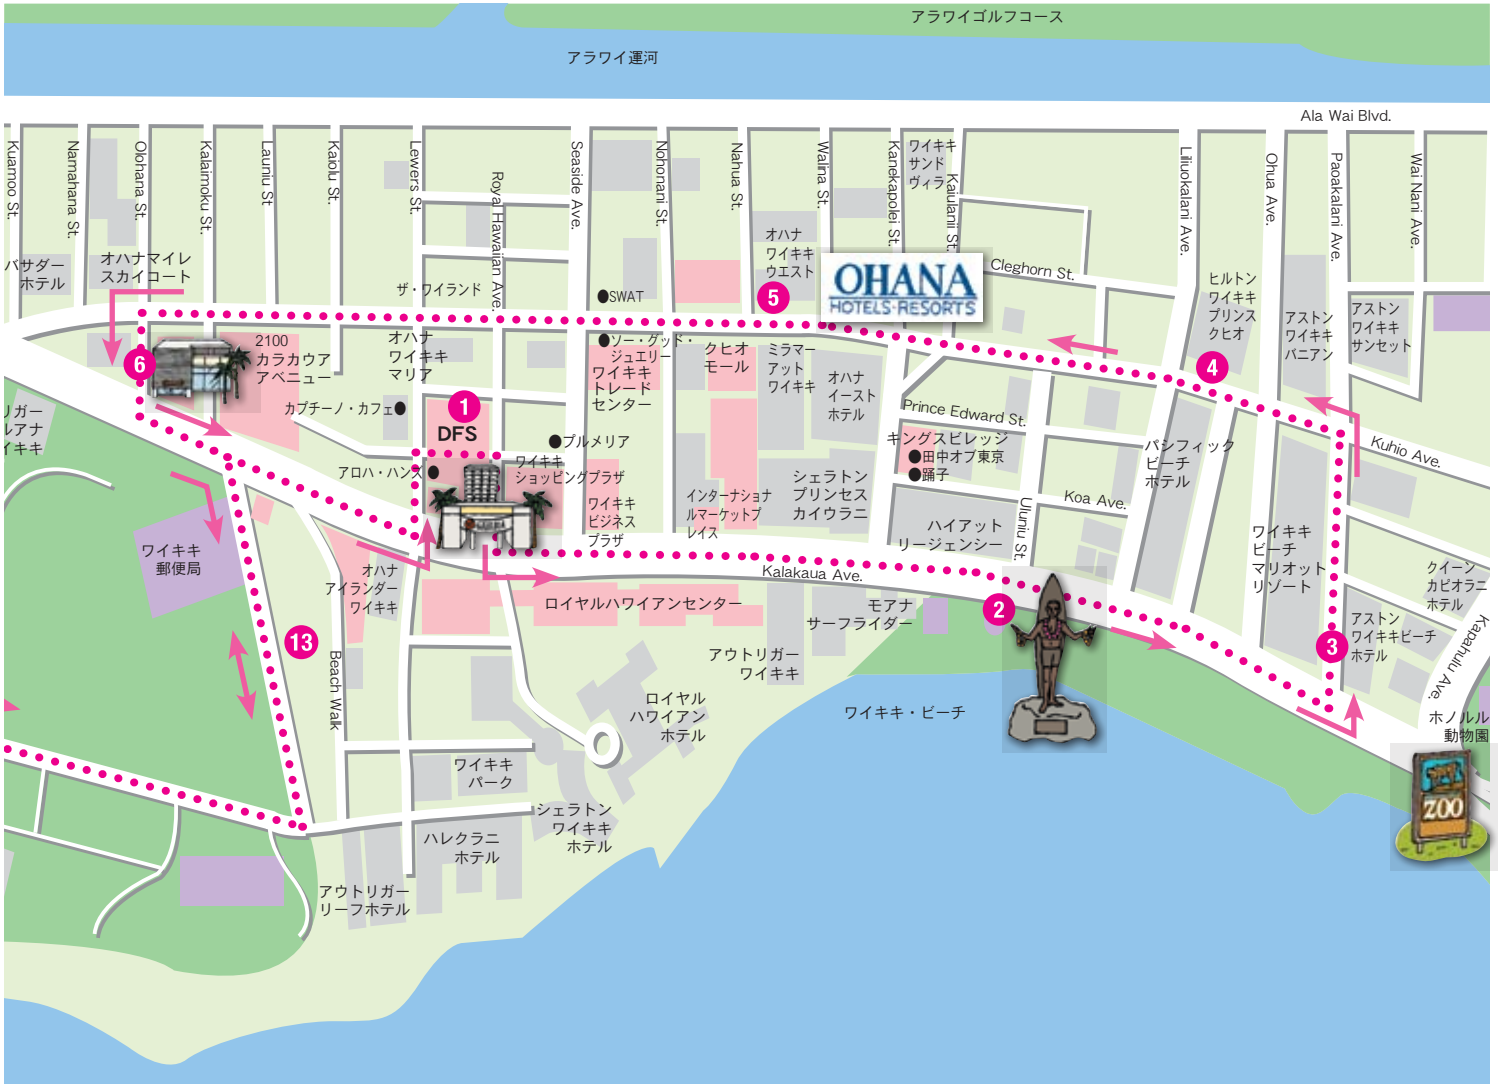 アラワイゴルフコース
アラワイ運河
Ala Wai Blvd.
Kuamoo St.
Namahana St.
Olohana St.
Kalaimoku St.
Launiu St.
Kaiolu St.
Lewers St.
Royal Hawaiian Ave.
Seaside Ave.
Nohonani St.
Nahua St.
Walina St.
Kanekapolei St.
Kaiulanii St.
Liliuokalani Ave.
Ohua Ave.
Paoakalani Ave.
Wai Nani Ave.
ワイキキ
サンド
ヴィラ
バサダー
ホテル
オハナマイレ
スカイコート
ザ・ワイランド
SWAT
オハナ
ワイキキ
ウエスト
5
OHANA
HOTELS·RESORTS
Cleghorn St.
ヒルトン
ワイキキ
プリンス
クヒオ
アストン
ワイキキ
バニアン
アストン
ワイキキ
サンセット
6
2100
カラカウア
アベニュー
オハナ
ワイキキ
マリア
ソー・グッド・
ジュエリー
ワイキキ
トレード
センター
クヒオ
モール
ミラマー
アット
ワイキキ
オハナ
イースト
ホテル
4
カプチーノ・カフェ
1
DFS
Prince Edward St.
Kuhio Ave.
リガー
レアナ
イキキ
プルメリア
キングスビレッジ
田中オブ東京
踊子
パシフィック
ビーチ
ホテル
アロハ・ハンズ
ワイキキ
ショッピングプラザ
シェラトン
プリンセス
カイウラニ
Koa Ave.
インターナショナ
ルマーケットプ
レイス
ワイキキ
ビジネス
プラザ
ハイアット
リージェンシー
Uluniu St.
ワイキキ
ビーチ
マリオット
リゾート
ワイキキ
郵便局
オハナ
アイランダー
ワイキキ
Kalakaua Ave.
クイーン
カピオラニ
ホテル
ロイヤルハワイアンセンター
モアナ
サーフライダー
2
アストン
ワイキキビーチ
ホテル
3
Kapahulu Ave.
13
Beach Walk
アウトリガー
ワイキキ
ロイヤル
ハワイアン
ホテル
ワイキキ・ビーチ
ホノルル
動物園
ワイキキ
パーク
ZOO
シェラトン
ワイキキ
ホテル
ハレクラニ
ホテル
アウトリガー
リーフホテル